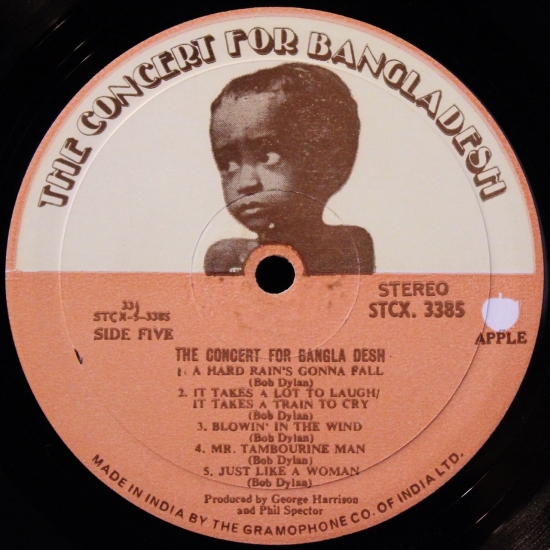 THE CONCERT FOR BANGLADESH
STEREO
STCX. 3385
33⅓
STCX-5-3385
SIDE FIVE
APPLE
THE CONCERT FOR BANGLA DESH
1. A HARD RAIN'S GONNA FALL
(Bob Dylan)
2. IT TAKES A LOT TO LAUGH/
IT TAKES A TRAIN TO CRY
(Bob Dylan)
3. BLOWIN' IN THE WIND
(Bob Dylan)
4. MR. TAMBOURINE MAN
(Bob Dylan)
5. JUST LIKE A WOMAN
(Bob Dylan)
Produced by George Harrison
and Phil Spector
MADE IN INDIA BY THE GRAMOPHONE CO. OF INDIA LTD.